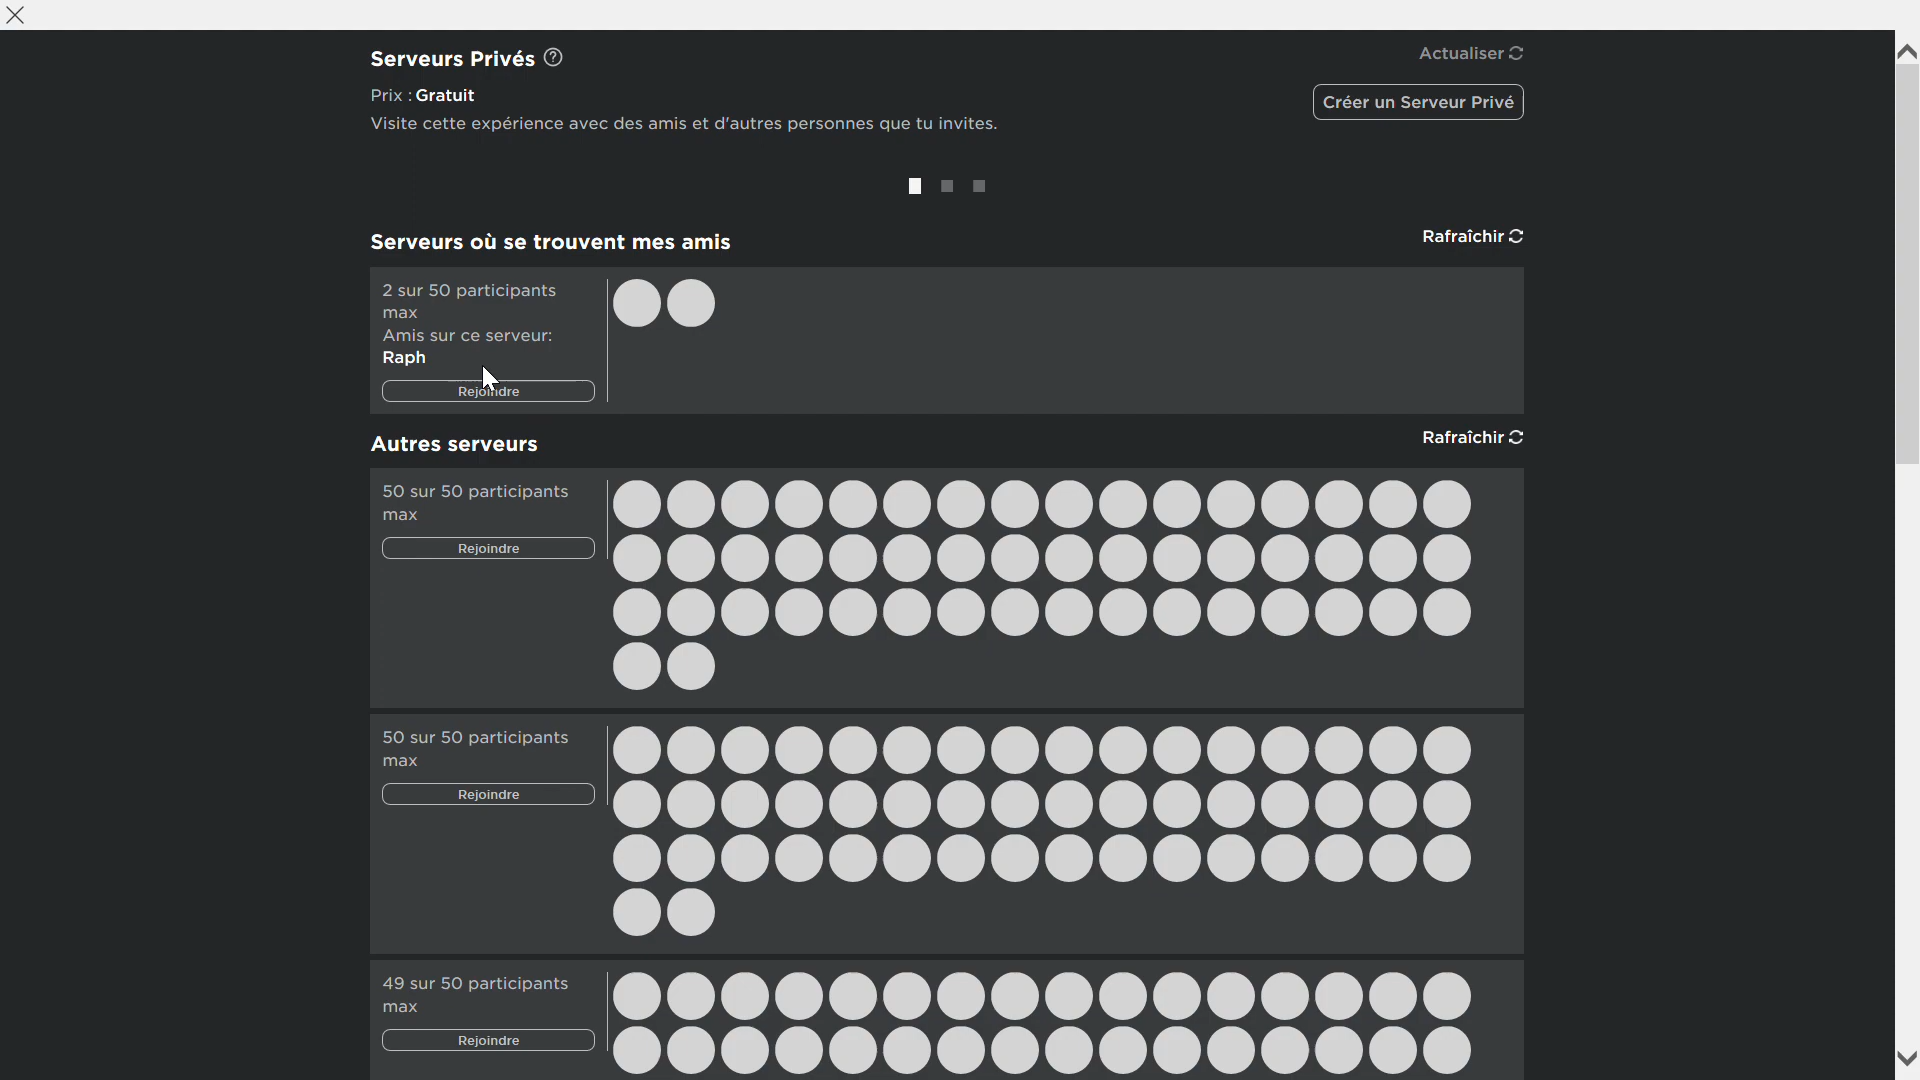 Serveurs Privés
Actualiser
Prix : Gratuit
Créer un Serveur Privé
Visite cette expérience avec des amis et d'autres personnes que tu invites.
Serveurs où se trouvent mes amis
Rafraîchir
2 sur 50 participants
max
Amis sur ce serveur:
Raph
Rejoindre
Autres serveurs
Rafraîchir
50 sur 50 participants
max
Rejoindre
50 sur 50 participants
max
Rejoindre
49 sur 50 participants
max
Rejoindre